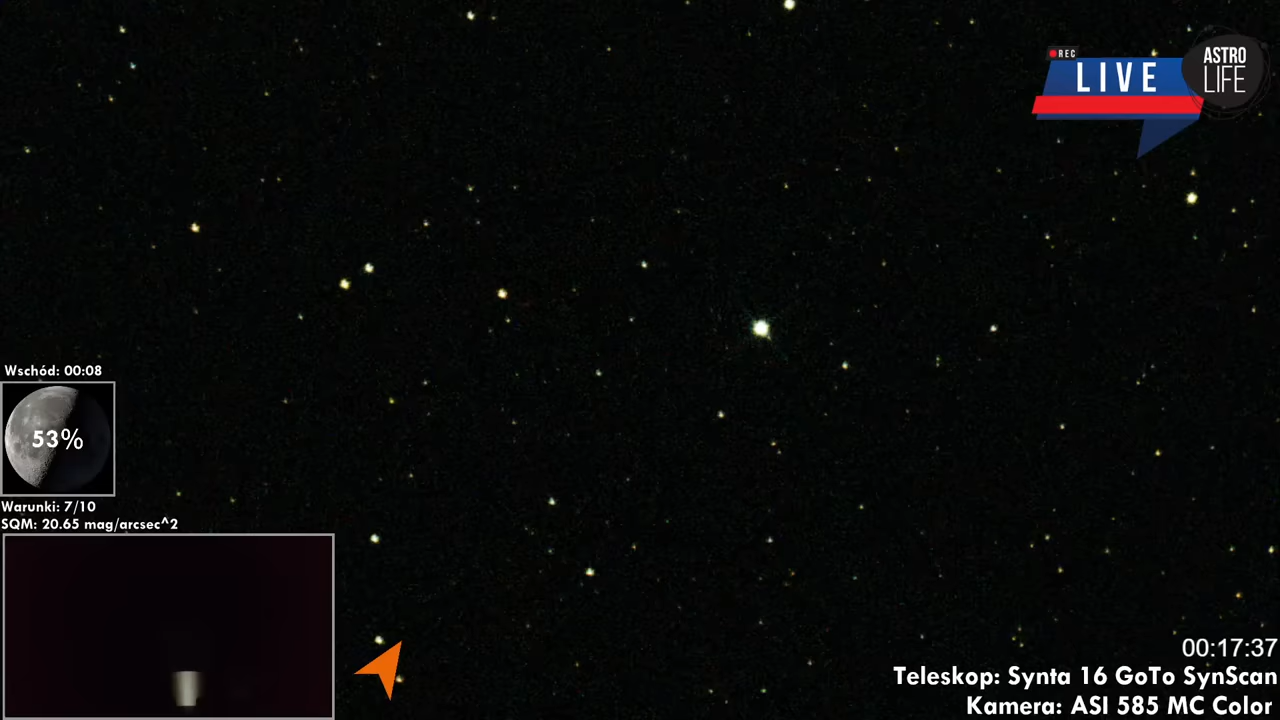 REC
LIVE
ASTRO
LIFE
Wschód: 00:08
53%
Warunki: 7/10
SQM: 20.65 mag/arcsec^2
00:17:37
Teleskop: Synta 16 GoTo SynScan
Kamera: ASI 585 MC Color